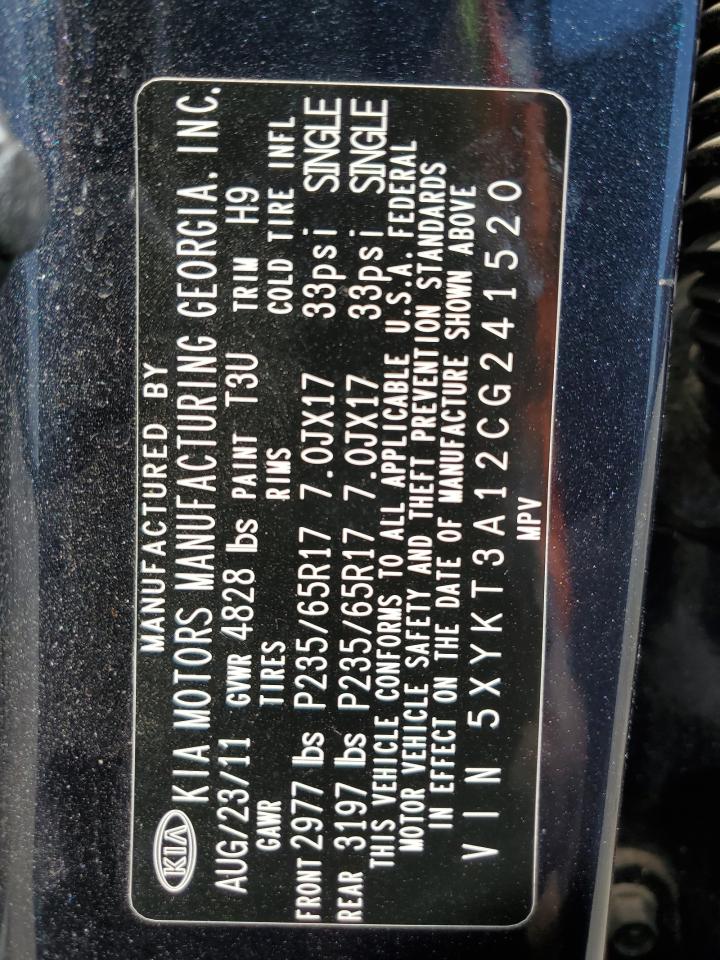 MANUFACTURED BY
KIA KIA MOTORS MANUFACTURING GEORGIA, INC.
AUG/23/11 GVWR 4828 lbs PAINT T3U TRIM H9
GAWR TIRES RIMS COLD TIRE INFL
FRONT 2977 lbs P235/65R17 7.0JX17 33psi SINGLE
REAR 3197 lbs P235/65R17 7.0JX17 33psi SINGLE
THIS VEHICLE CONFORMS TO ALL APPLICABLE U.S.A. FEDERAL
MOTOR VEHICLE SAFETY AND THEFT PREVENTION STANDARDS
IN EFFECT ON THE DATE OF MANUFACTURE SHOWN ABOVE
VIN 5XYKT3A12CG241520
MPV